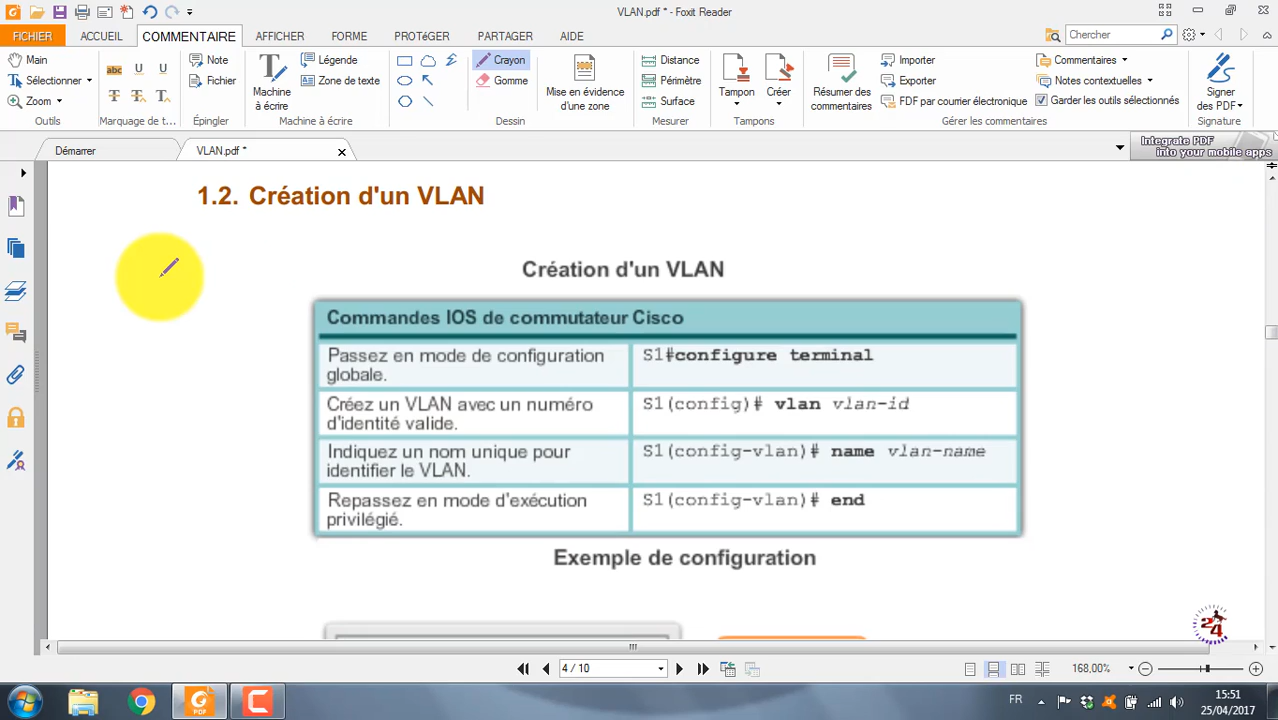 VLAN.pdf * - Foxit Reader
FICHIER ACCUEIL COMMENTAIRE AFFICHER FORME PROTéGER PARTAGER AIDE
Chercher
Main
Sélectionner
Zoom
Outils
abc U U
T T T
Marquage de t...
Note
Fichier
Épingler
Machine
à écrire
Légende
Zone de texte
Machine à écrire
Crayon
Gomme
Dessin
Mise en évidence
d'une zone
Distance
Périmètre
Surface
Mesurer
Tampon
Créer
Tampons
Résumer des
commentaires
Importer
Exporter
FDF par courrier électronique
Commentaires
Notes contextuelles
Garder les outils sélectionnés
Gérer les commentaires
Signer
des PDF
Signature
Démarrer
VLAN.pdf *
Integrate PDF
into your mobile apps
1.2. Création d'un VLAN
Création d'un VLAN
Commandes IOS de commutateur Cisco
Passez en mode de configuration
globale.
S1#configure terminal
Créez un VLAN avec un numéro
d'identité valide.
S1(config)# vlan vlan-id
Indiquez un nom unique pour
identifier le VLAN.
S1(config-vlan)# name vlan-name
Repassez en mode d'exécution
privilégié.
S1(config-vlan)# end
Exemple de configuration
24
4 / 10
168,00%
PDF
FR
15:51
25/04/2017